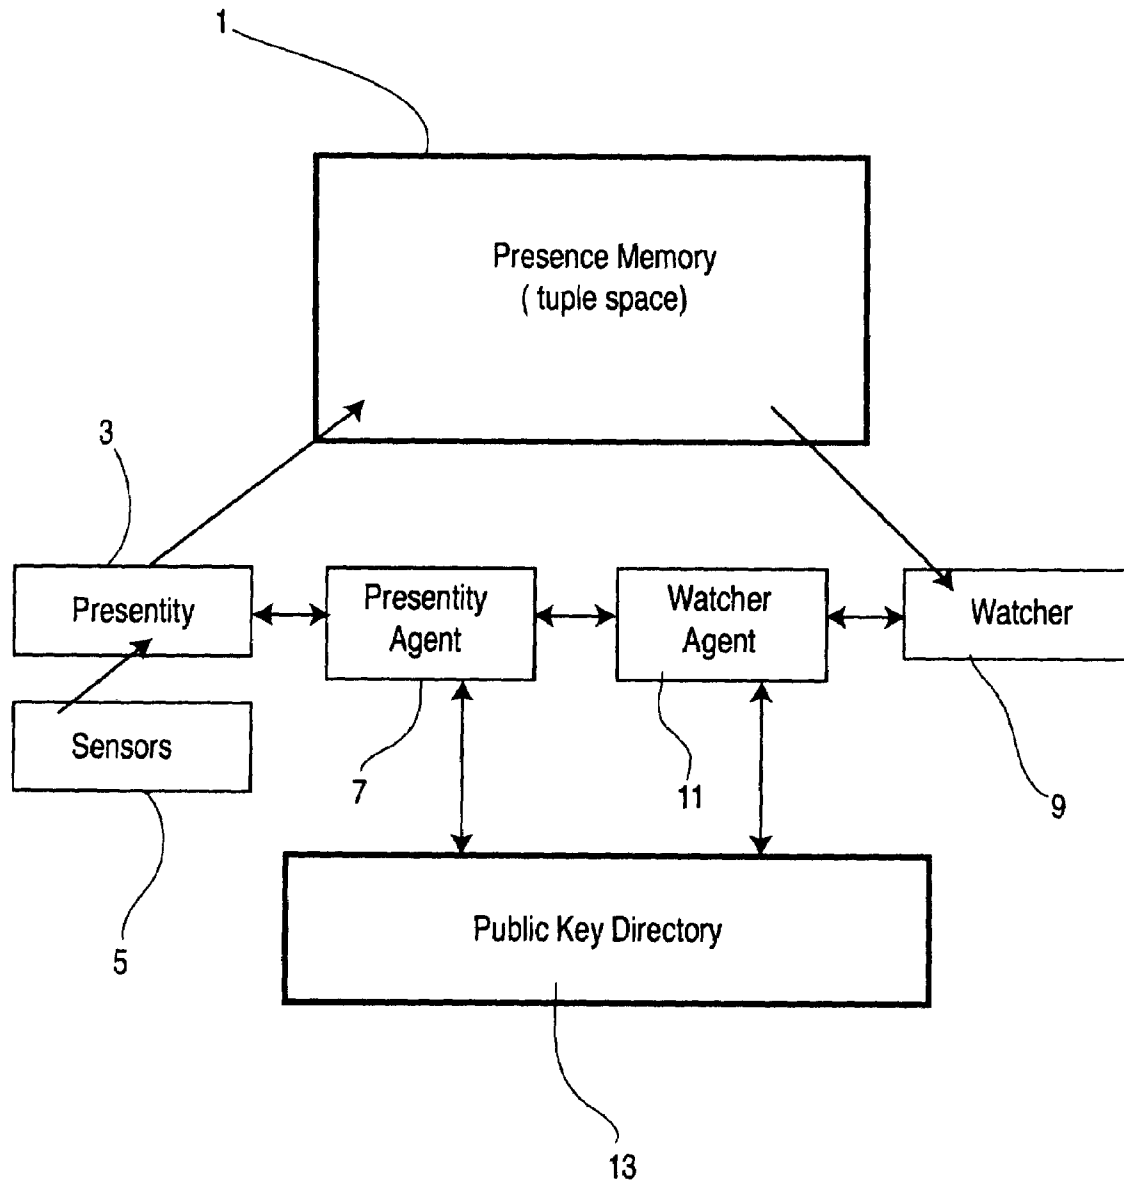 1
Presence Memory
( tuple space)
3
Presentity
Presentity
Agent
Watcher
Agent
Watcher
Sensors
7
11
9
5
Public Key Directory
13